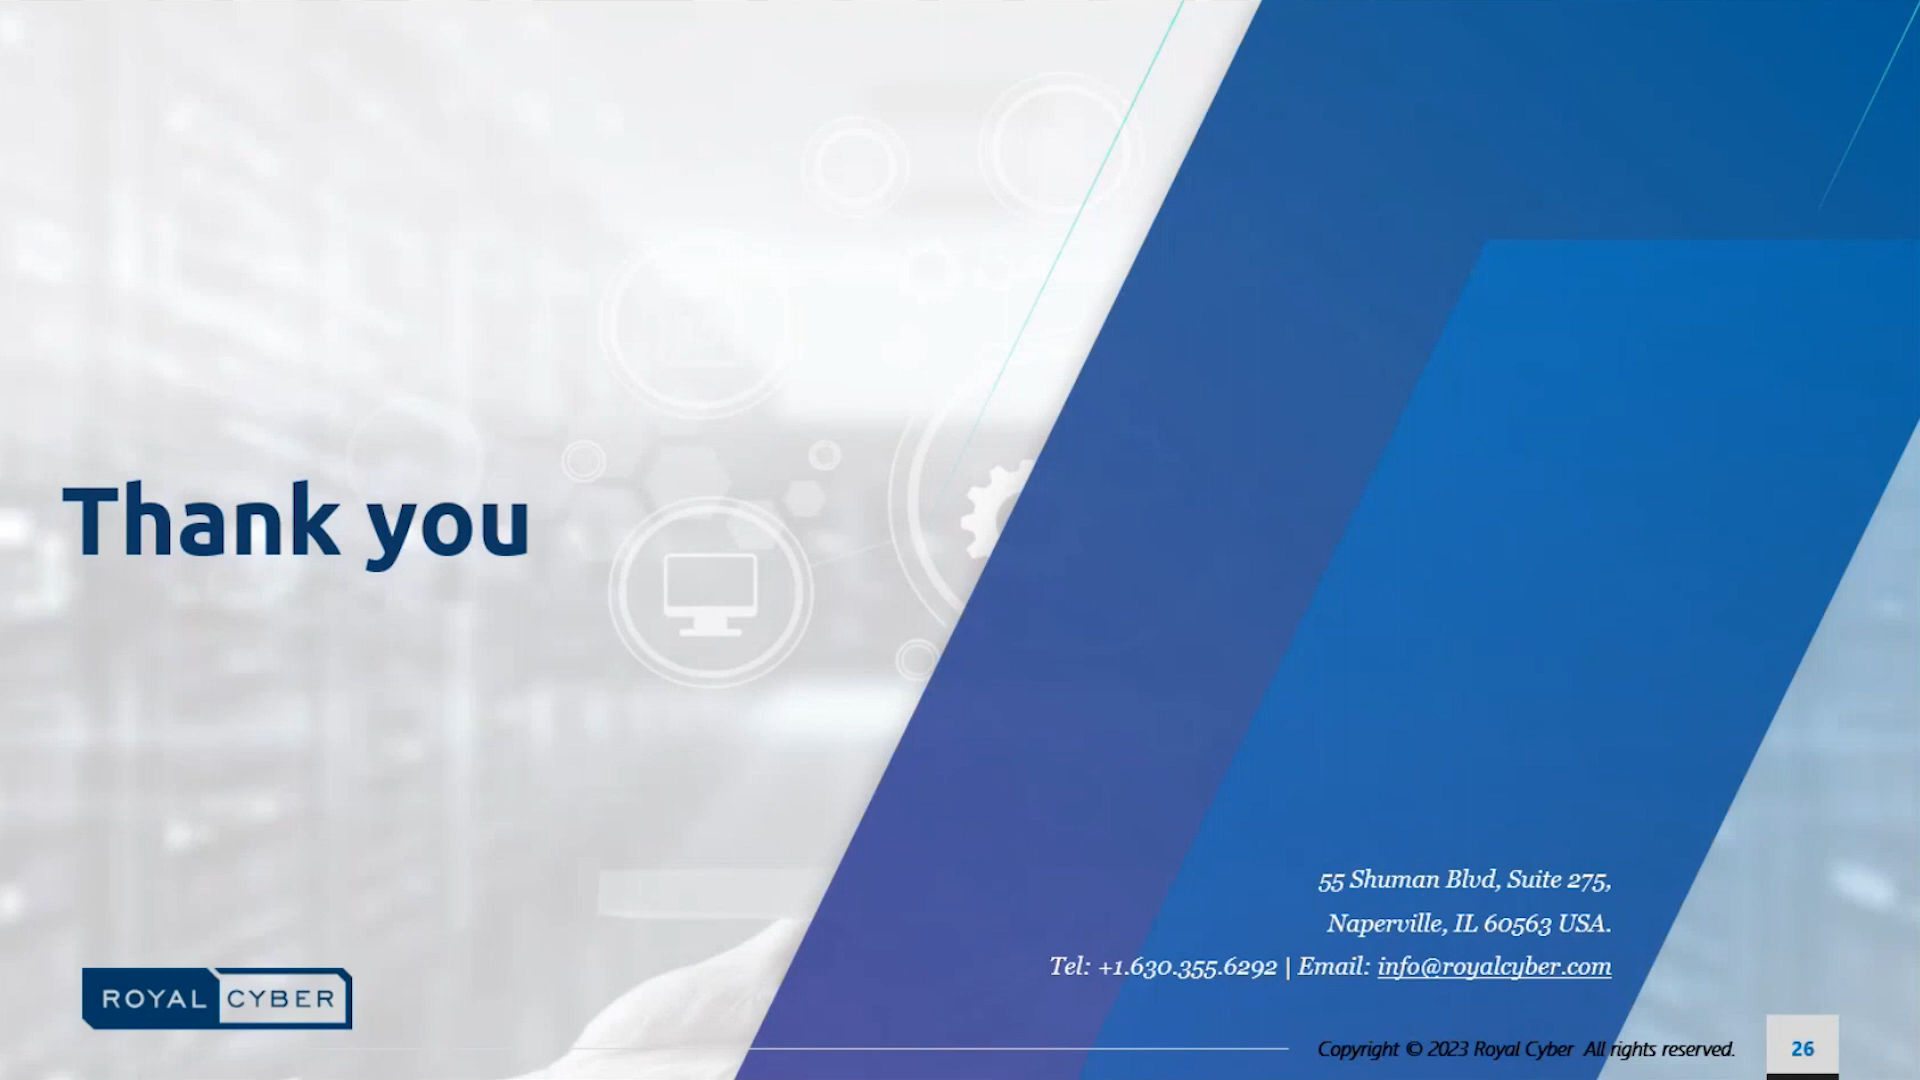 Thank you
55 Shuman Blvd, Suite 275,
Naperville, IL 60563 USA.
Tel: +1.630.355.6292 | Email: info@royalcyber.com
ROYAL CYBER
Copyright © 2023 Royal Cyber All rights reserved.
26